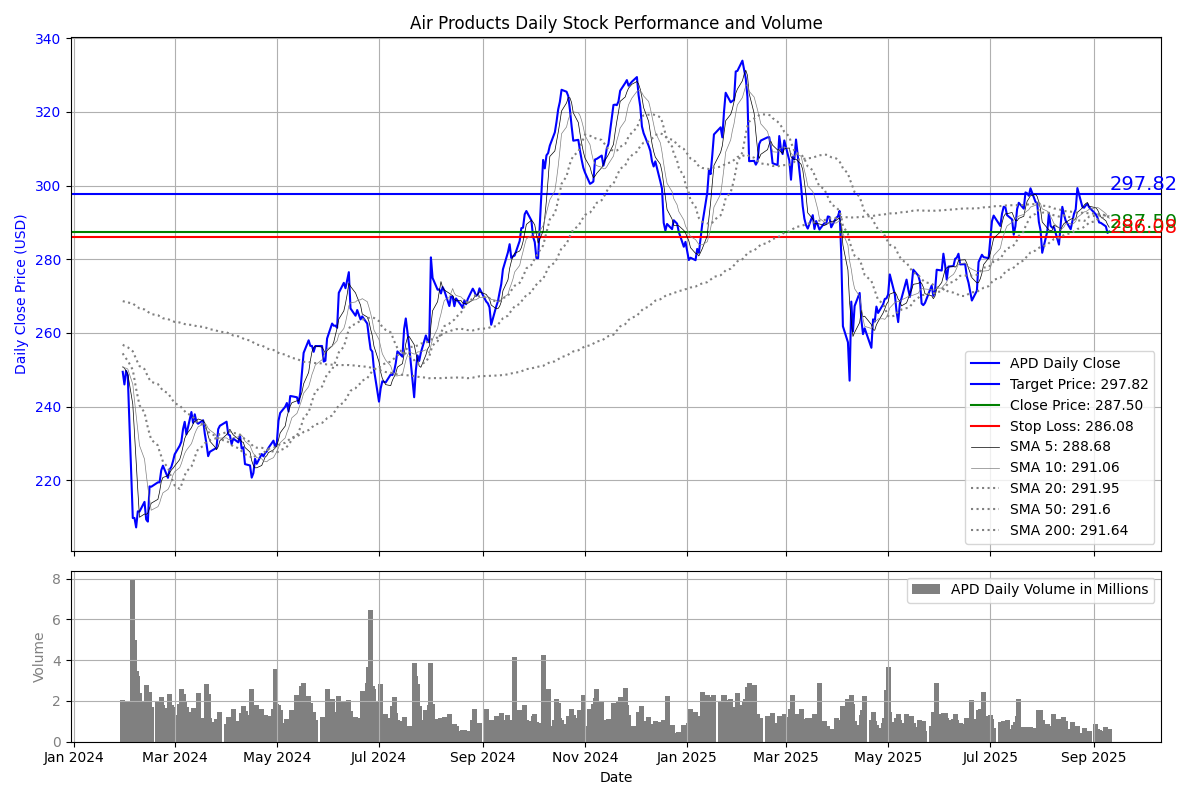 Air Products Daily Stock Performance and Volume
Daily Close Price (USD)
340
320
300
280
260
240
220
297.82
287.50
286.08
APD Daily Close
Target Price: 297.82
Close Price: 287.50
Stop Loss: 286.08
SMA 5: 288.68
SMA 10: 291.06
SMA 20: 291.95
SMA 50: 291.6
SMA 200: 291.64
Volume
8
6
4
2
0
APD Daily Volume in Millions
Jan 2024 Mar 2024 May 2024 Jul 2024 Sep 2024 Nov 2024 Jan 2025 Mar 2025 May 2025 Jul 2025 Sep 2025
Date